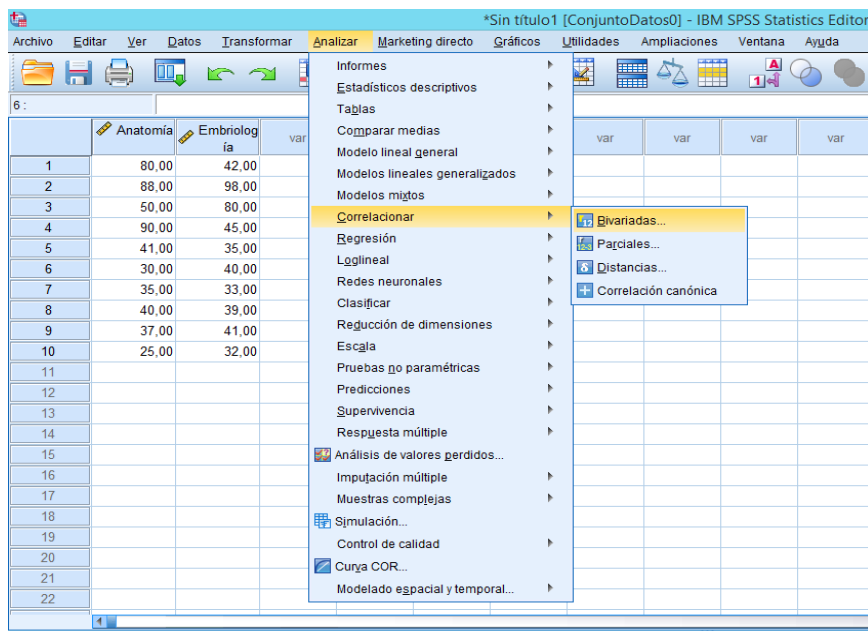 *Sin título1 [ConjuntoDatos0] - IBM SPSS Statistics Editor
Archivo Editar Ver Datos Transformar Analizar Marketing directo Gráficos Utilidades Ampliaciones Ventana Ayuda
6 :
Anatomía Embriología var var var var var
1 80,00 42,00
2 88,00 98,00
3 50,00 80,00
4 90,00 45,00
5 41,00 35,00
6 30,00 40,00
7 35,00 33,00
8 40,00 39,00
9 37,00 41,00
10 25,00 32,00
11
12
13
14
15
16
17
18
19
20
21
22
Informes
Estadísticos descriptivos
Tablas
Comparar medias
Modelo lineal general
Modelos lineales generalizados
Modelos mixtos
Correlacionar
Regresión
Loglineal
Redes neuronales
Clasificar
Reducción de dimensiones
Escala
Pruebas no paramétricas
Predicciones
Supervivencia
Respuesta múltiple
Análisis de valores perdidos...
Imputación múltiple
Muestras complejas
Simulación...
Control de calidad
Curva COR...
Modelado espacial y temporal...
Bivariadas...
Parciales...
Distancias...
Correlación canónica